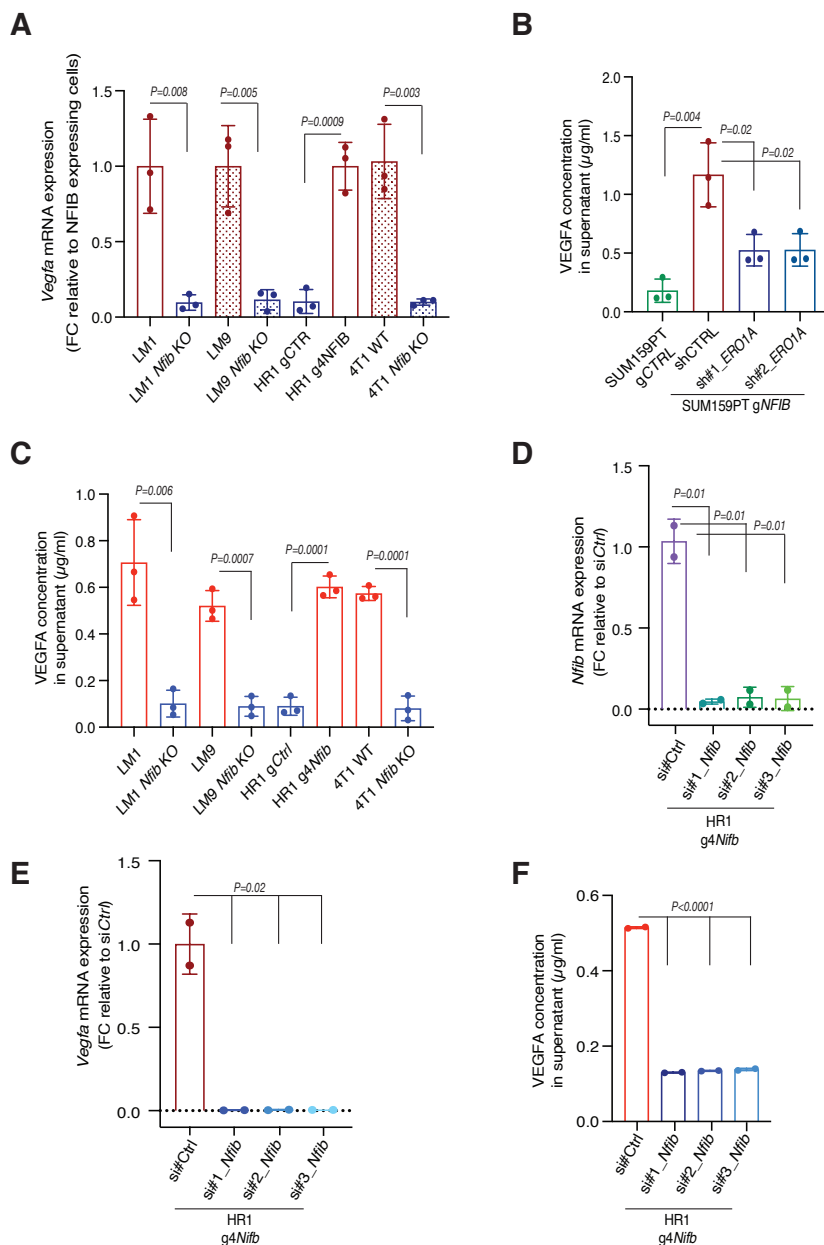 A
Vegfa mRNA expression
(FC relative to NFIB expressing cells)
1.5
1.0
0.5
0.0
P=0.008
P=0.005
P=0.0009
P=0.003
LM1
LM1 Nfib KO
LM9
LM9 Nfib KO
HR1 gCTR
HR1 g4NFIB
4T1 WT
4T1 Nfib KO
B
VEGFA concentration
in supernatant (µg/ml)
2.0
1.5
1.0
0.5
0.0
P=0.004
P=0.02
P=0.02
SUM159PT
gCTRL
shCTRL
sh#1_ERO1A
sh#2_ERO1A
SUM159PT gNFIB
C
VEGFA concentration
in supernatant (µg/ml)
1.0
0.8
0.6
0.4
0.2
0.0
P=0.006
P=0.0007
P=0.0001
P=0.0001
LM1
LM1 Nfib KO
LM9
LM9 Nfib KO
HR1 gCtrl
HR1 g4Nfib
4T1 WT
4T1 Nfib KO
D
Nfib mRNA expression
(FC relative to siCtrl)
1.5
1.0
0.5
0.0
P=0.01
P=0.01
P=0.01
si#Ctrl
si#1_Nfib
si#2_Nfib
si#3_Nfib
HR1
g4Nifb
E
Vegfa mRNA expression
(FC relative to siCtrl)
1.5
1.0
0.5
0.0
P=0.02
si#Ctrl
si#1_Nfib
si#2_Nfib
si#3_Nfib
HR1
g4Nifb
F
VEGFA concentration
in supernatant (µg/ml)
0.6
0.4
0.2
0.0
P<0.0001
si#Ctrl
si#1_Nfib
si#2_Nfib
si#3_Nfib
HR1
g4Nifb